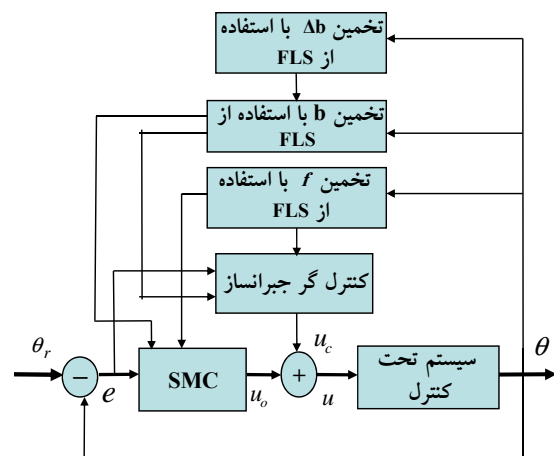 تخمین Δb با استفاده
از FLS
تخمین b با استفاده از
FLS
تخمین f با استفاده
از FLS
کنترل گر جبرانساز
θr
−
e
SMC
uo
+
uc
u
سیستم تحت
کنترل
θ